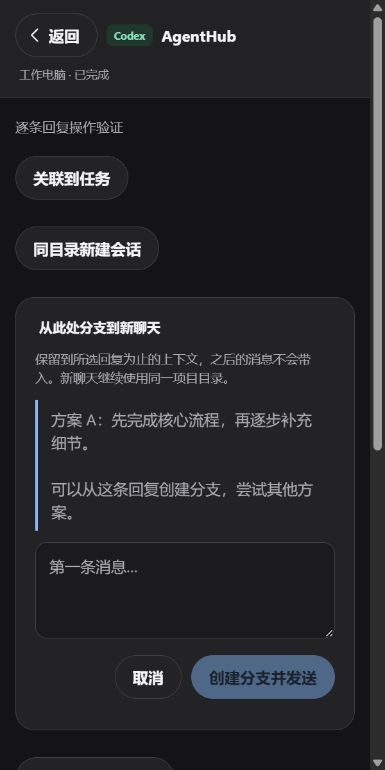 返回 Codex AgentHub
工作电脑 · 已完成
逐条回复操作验证
关联到任务
同目录新建会话
从此处分支到新聊天
保留到所选回复为止的上下文，之后的消息不会带
入。新聊天继续使用同一项目目录。
方案 A：先完成核心流程，再逐步补充
细节。
可以从这条回复创建分支，尝试其他方
案。
第一条消息...
取消 创建分支并发送